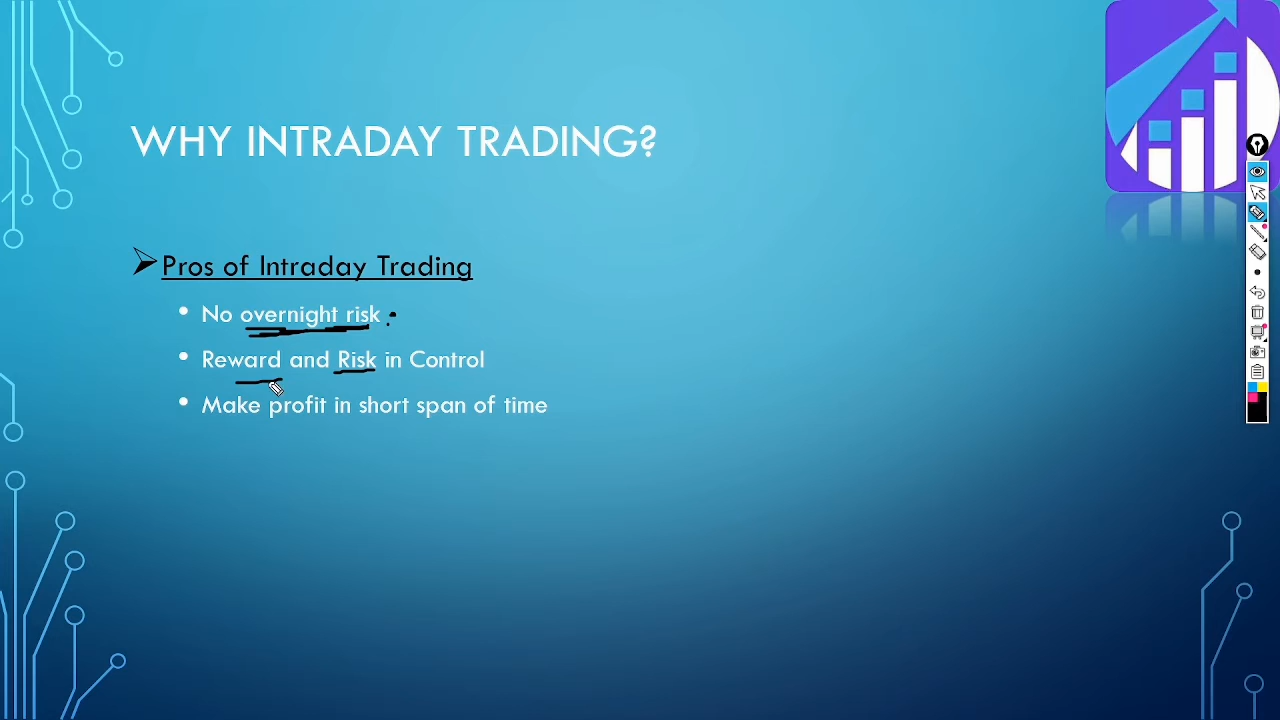 WHY INTRADAY TRADING?
Pros of Intraday Trading
No overnight risk
Reward and Risk in Control
Make profit in short span of time